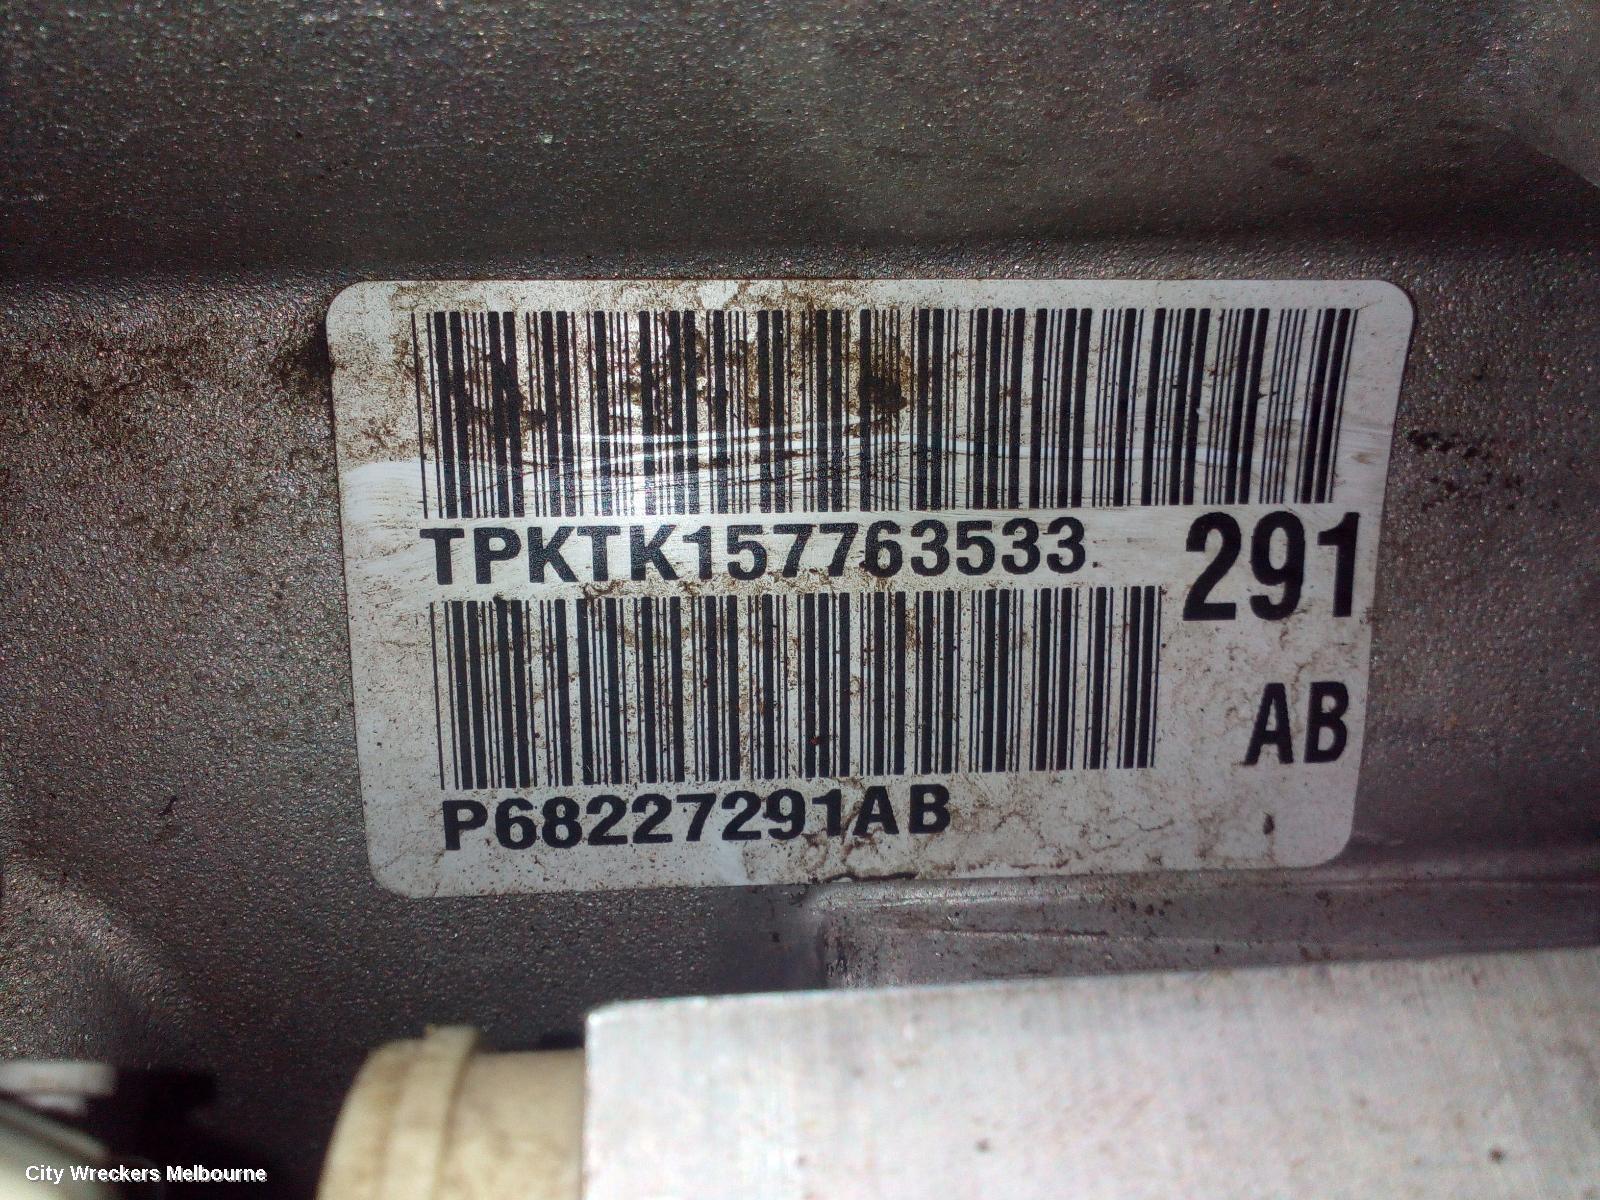 TPKTK157763533
291
AB
P68227291AB
City Wreckers Melbourne